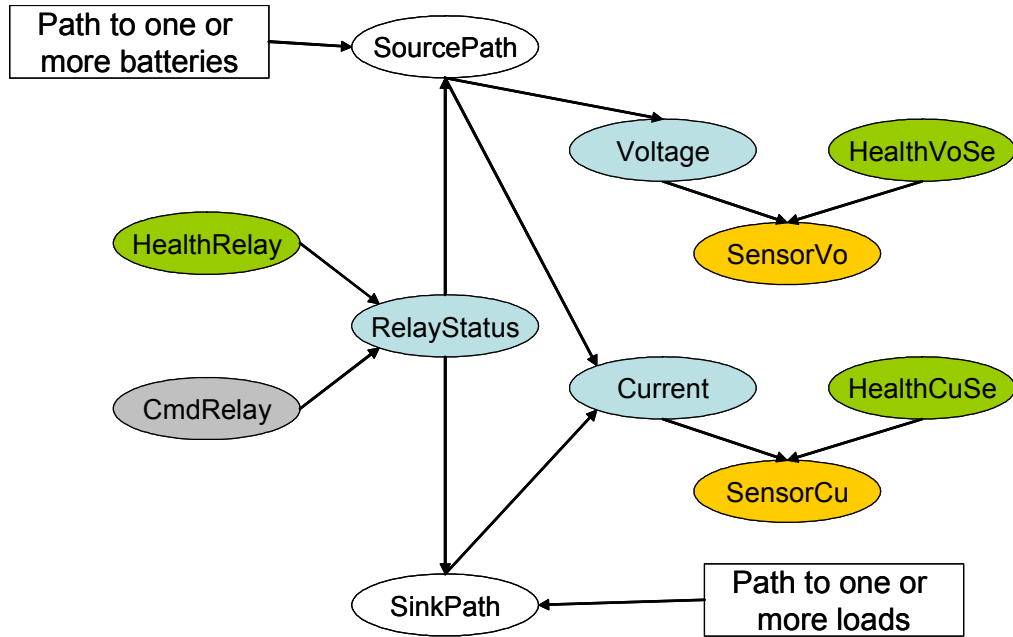 Path to one or
more batteries
SourcePath
Voltage
HealthVoSe
HealthRelay
SensorVo
RelayStatus
CmdRelay
Current
HealthCuSe
SensorCu
SinkPath
Path to one or
more loads